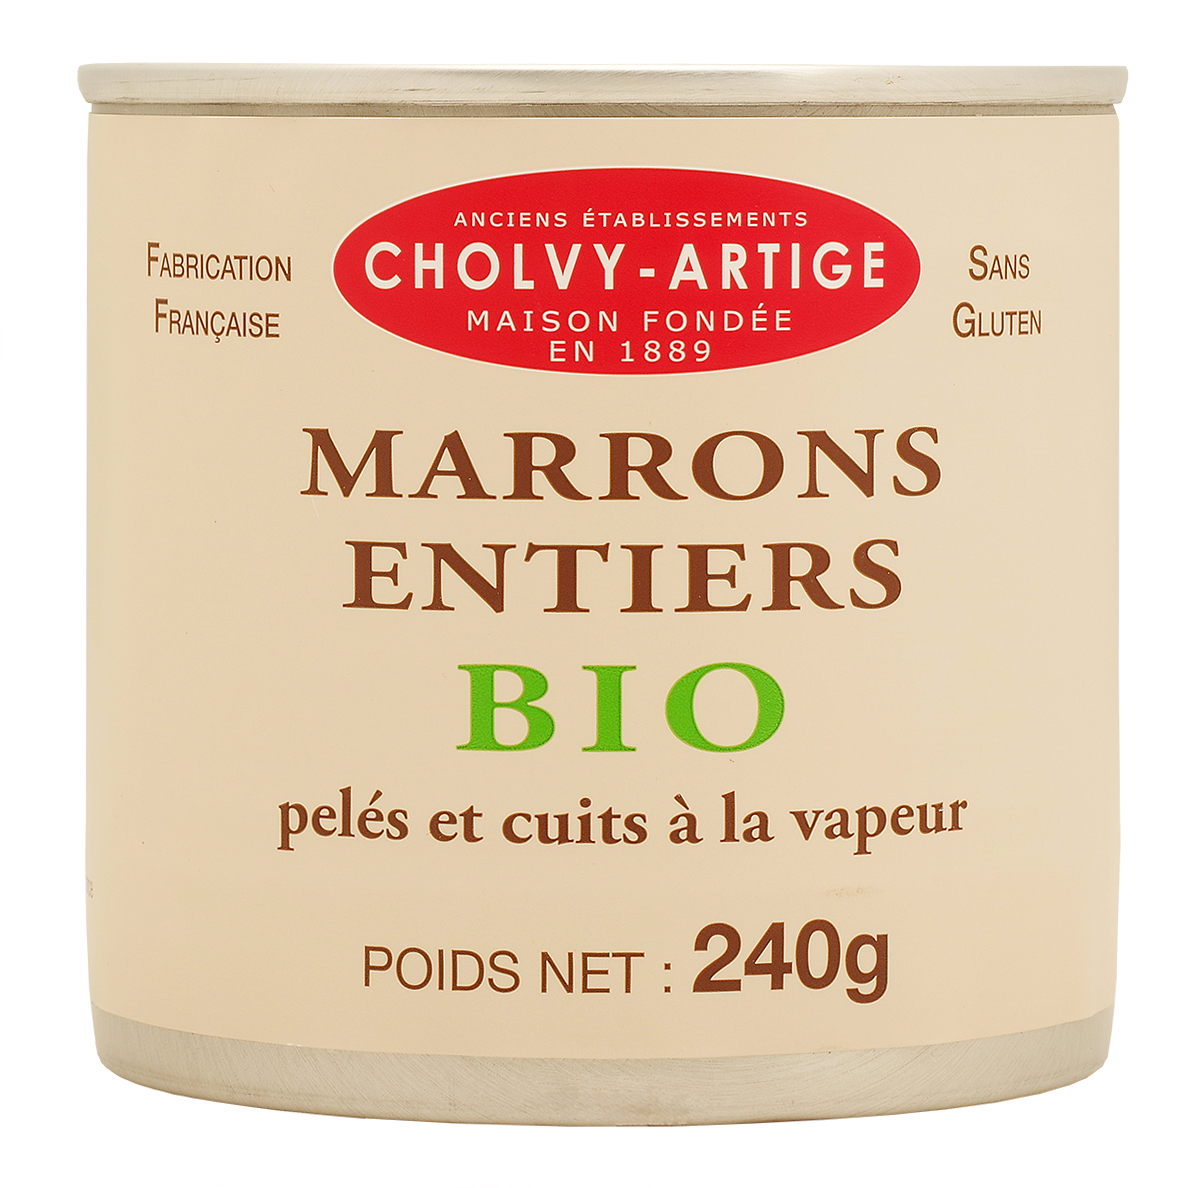 ANCIENS ÉTABLISSEMENTS
CHOLVY-ARTIGE
MAISON FONDÉE
EN 1889
FABRICATION
FRANÇAISE
SANS
GLUTEN
MARRONS
ENTIERS
BIO
pelés et cuits à la vapeur
POIDS NET : 240g